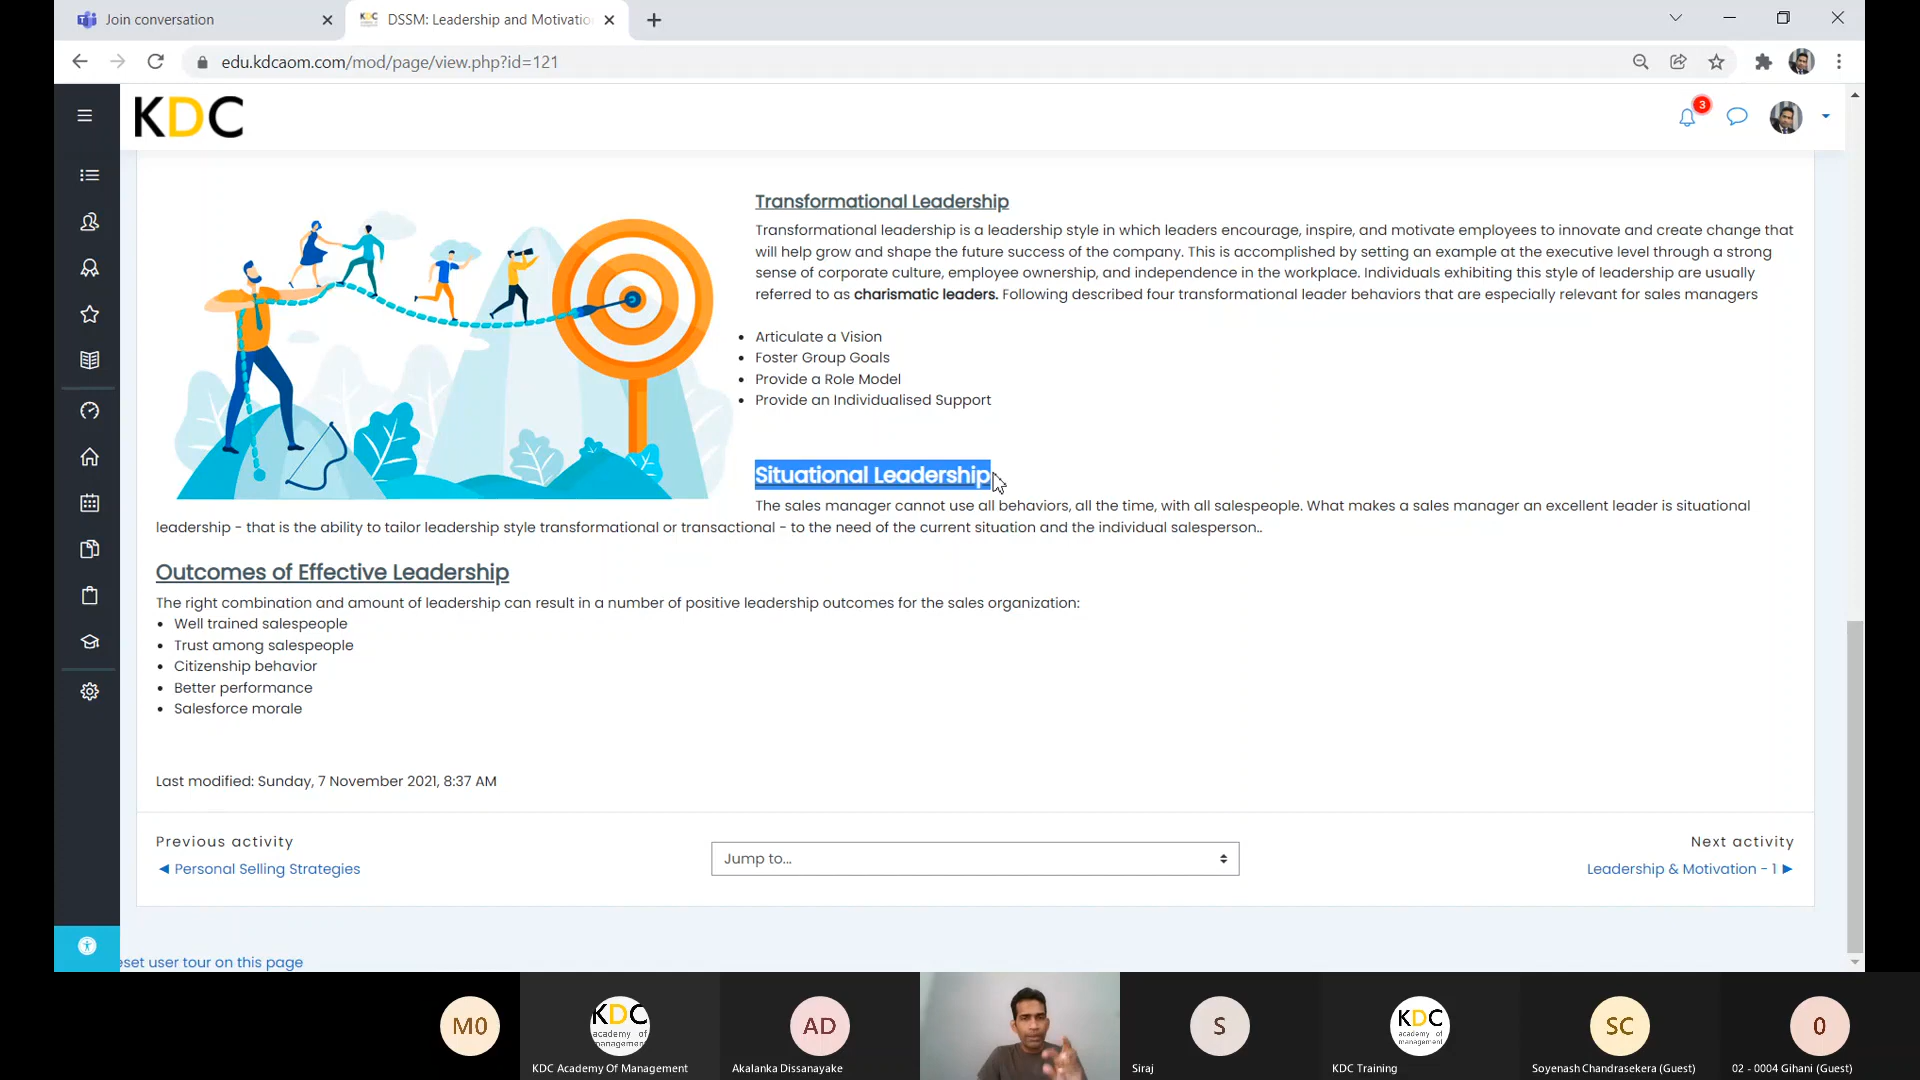 Join conversation
KDC
DSSM: Leadership and Motivatio
edu.kdcaom.com/mod/page/view.php?id=121
KDC
3
Transformational Leadership
Transformational leadership is a leadership style in which leaders encourage, inspire, and motivate employees to innovate and create change that
will help grow and shape the future success of the company. This is accomplished by setting an example at the executive level through a strong
sense of corporate culture, employee ownership, and independence in the workplace. Individuals exhibiting this style of leadership are usually
referred to as charismatic leaders. Following described four transformational leader behaviors that are especially relevant for sales managers
• Articulate a Vision
• Foster Group Goals
• Provide a Role Model
• Provide an Individualised Support
Situational Leadership
The sales manager cannot use all behaviors, all the time, with all salespeople. What makes a sales manager an excellent leader is situational
leadership - that is the ability to tailor leadership style transformational or transactional - to the need of the current situation and the individual salesperson..
Outcomes of Effective Leadership
The right combination and amount of leadership can result in a number of positive leadership outcomes for the sales organization:
• Well trained salespeople
• Trust among salespeople
• Citizenship behavior
• Better performance
• Salesforce morale
Last modified: Sunday, 7 November 2021, 8:37 AM
Previous activity
◄ Personal Selling Strategies
Jump to...
Next activity
Leadership & Motivation - 1 ►
eset user tour on this page
M0
KDC
academy of
management
KDC Academy Of Management
AD
Akalanka Dissanayake
S
Siraj
KDC
academy of
management
KDC Training
SC
Soyenash Chandrasekera (Guest)
0
02 - 0004 Gihani (Guest)